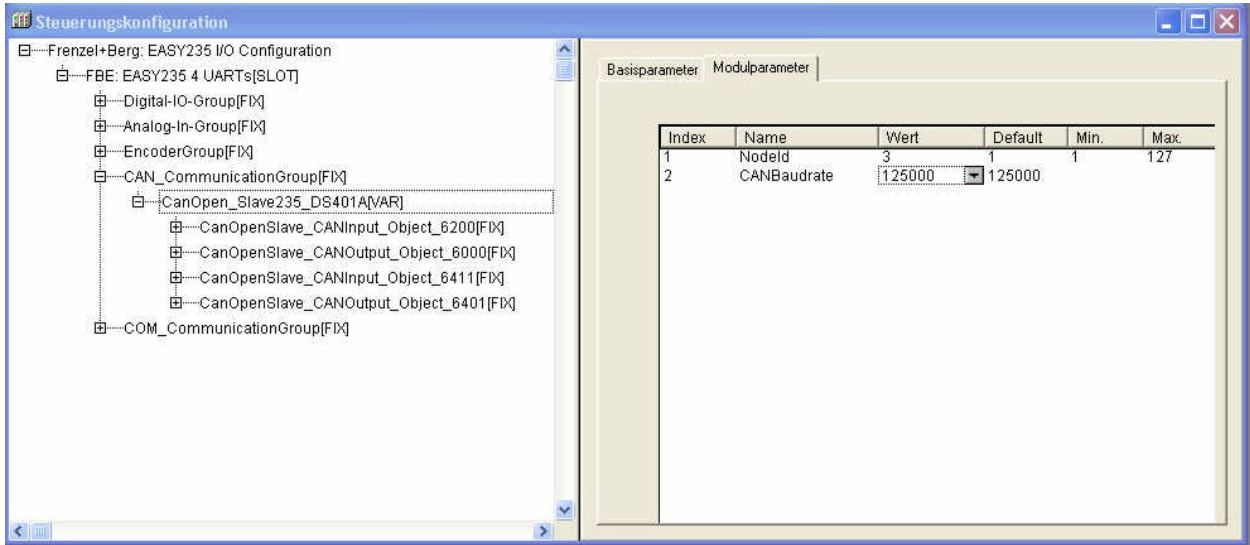 Steuerungskonfiguration
Frenzel+Berg: EASY235 I/O Configuration
FBE: EASY235 4 UARTs[SLOT]
Digital-IO-Group[FIX]
Analog-In-Group[FIX]
EncoderGroup[FIX]
CAN_CommunicationGroup[FIX]
CanOpen_Slave235_DS401A[VAR]
CanOpenSlave_CANInput_Object_6200[FIX]
CanOpenSlave_CANOutput_Object_6000[FIX]
CanOpenSlave_CANInput_Object_6411[FIX]
CanOpenSlave_CANOutput_Object_6401[FIX]
COM_CommunicationGroup[FIX]
Basisparameter Modulparameter
Index Name Wert Default Min. Max.
1 NodeId 3 1 1 127
2 CANBaudrate 125000 125000